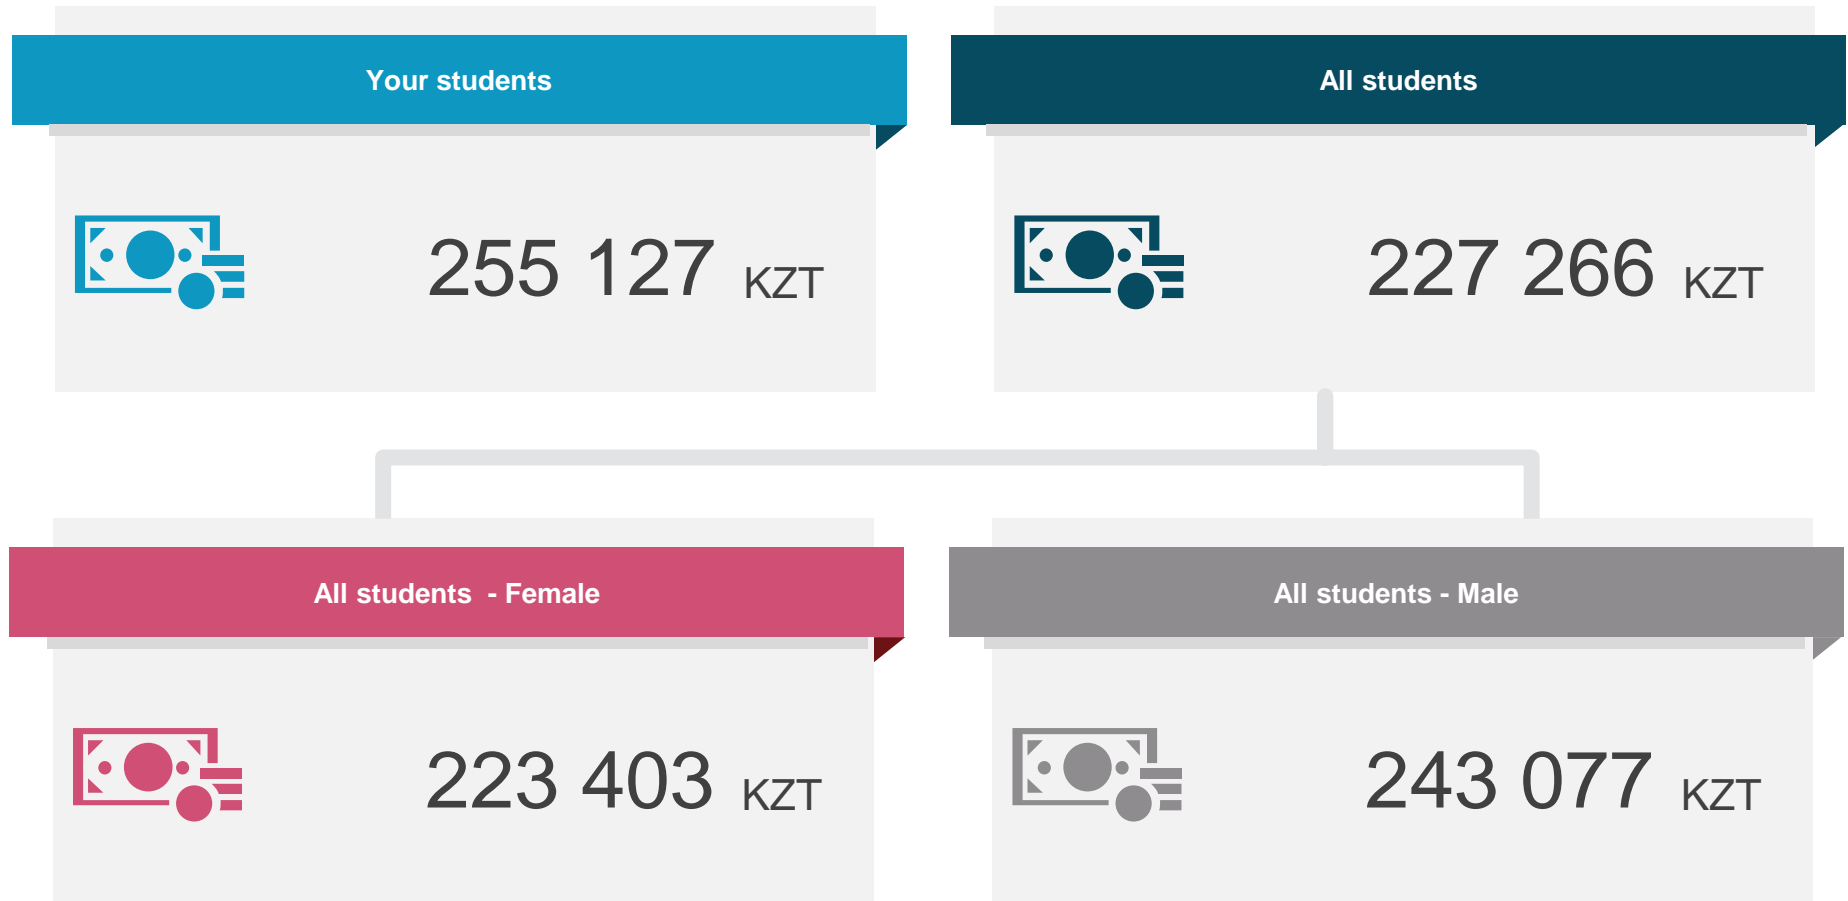 Your students
255 127 KZT
All students
227 266 KZT
All students  - Female
223 403 KZT
All students - Male
243 077 KZT